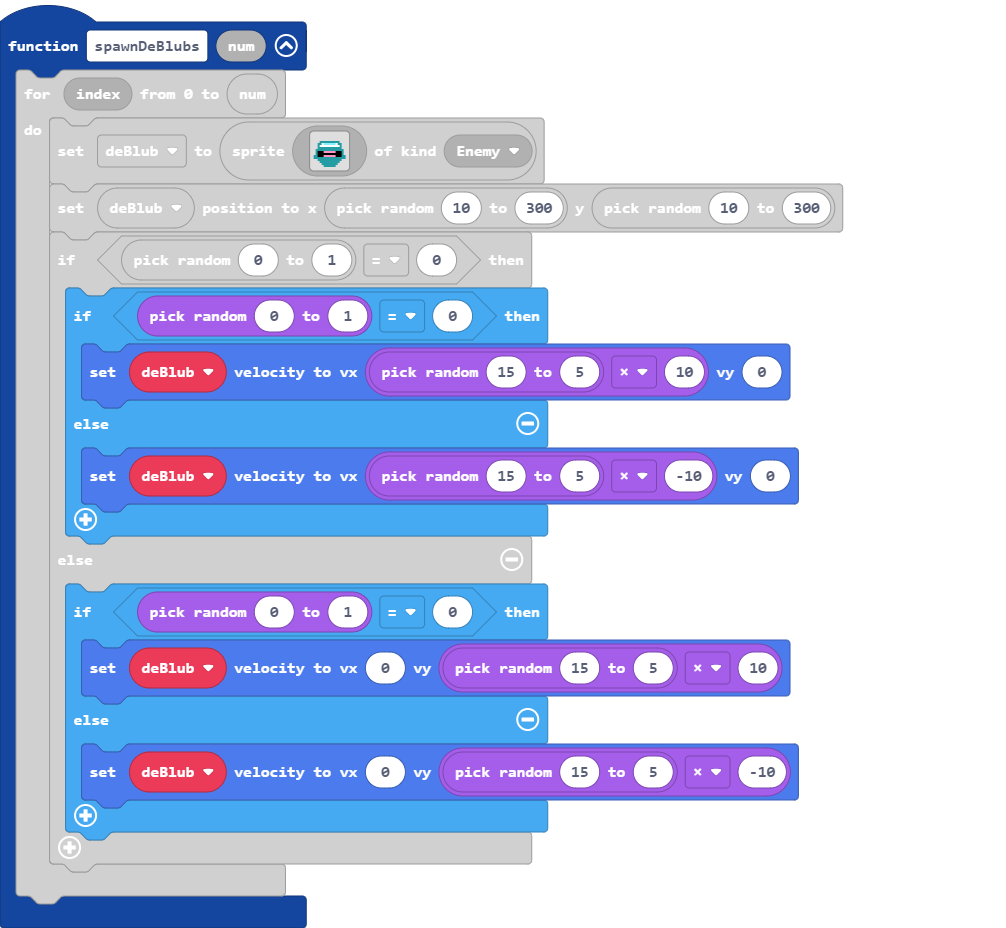 function spawnDeBlubs num
for index from 0 to num
do
set deBlub to sprite of kind Enemy
set deBlub position to x pick random 10 to 300 y pick random 10 to 300
if pick random 0 to 1 = 0 then
if pick random 0 to 1 = 0 then
set deBlub velocity to vx pick random 15 to 5 × 10 vy 0
else
set deBlub velocity to vx pick random 15 to 5 × -10 vy 0
else
if pick random 0 to 1 = 0 then
set deBlub velocity to vx 0 vy pick random 15 to 5 × 10
else
set deBlub velocity to vx 0 vy pick random 15 to 5 × -10